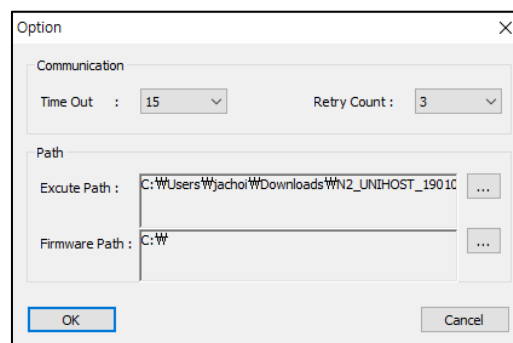 Option
Communication
Time Out : 15 Retry Count : 3
Path
Excute Path : C:₩Users₩jachoi₩Downloads₩N2_UNIHOST_19010 ...
Firmware Path : C:₩ ...
OK Cancel